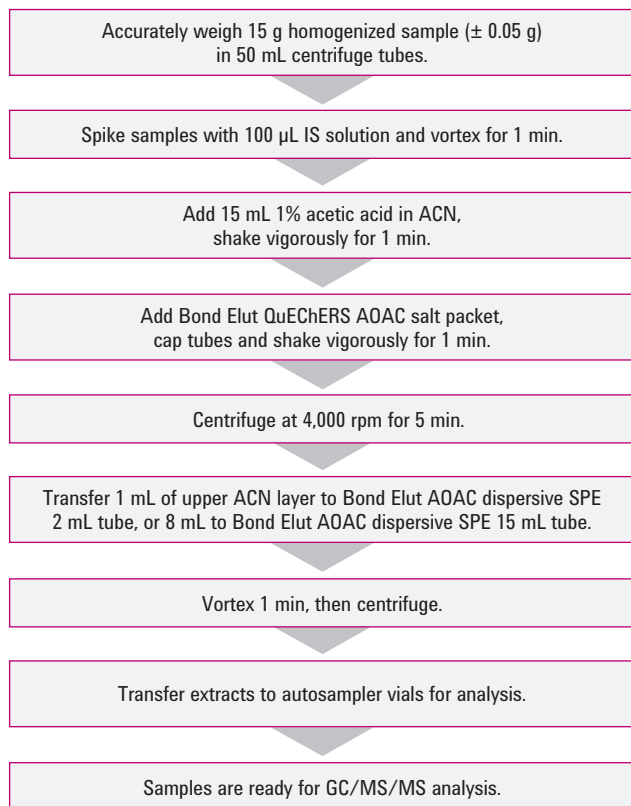 Accurately weigh 15 g homogenized sample (± 0.05 g)
in 50 mL centrifuge tubes.
Spike samples with 100 µL IS solution and vortex for 1 min.
Add 15 mL 1% acetic acid in ACN,
shake vigorously for 1 min.
Add Bond Elut QuEChERS AOAC salt packet,
cap tubes and shake vigorously for 1 min.
Centrifuge at 4,000 rpm for 5 min.
Transfer 1 mL of upper ACN layer to Bond Elut AOAC dispersive SPE
2 mL tube, or 8 mL to Bond Elut AOAC dispersive SPE 15 mL tube.
Vortex 1 min, then centrifuge.
Transfer extracts to autosampler vials for analysis.
Samples are ready for GC/MS/MS analysis.